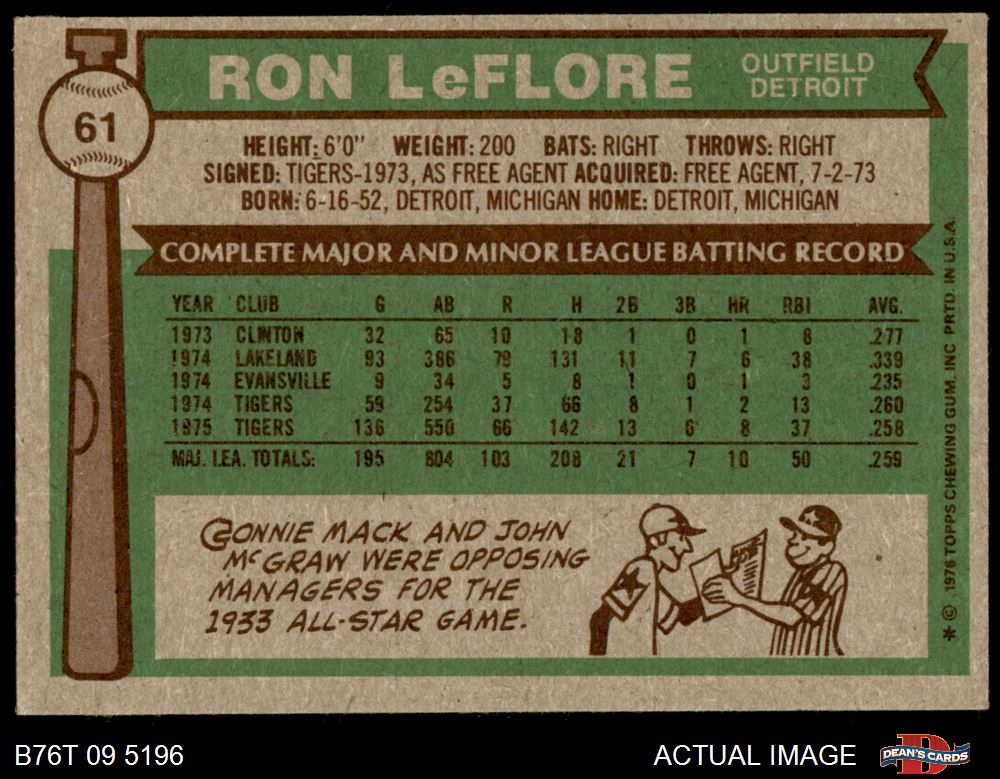 RON LeFLORE
OUTFIELD
DETROIT
61
HEIGHT: 6'0" WEIGHT: 200 BATS: RIGHT THROWS: RIGHT
SIGNED: TIGERS-1973, AS FREE AGENT ACQUIRED: FREE AGENT, 7-2-73
BORN: 6-16-52, DETROIT, MICHIGAN HOME: DETROIT, MICHIGAN
COMPLETE MAJOR AND MINOR LEAGUE BATTING RECORD
YEAR CLUB G AB R H 2B 3B HR RBI AVG.
1973 CLINTON 32 65 10 18 1 0 1 8 .277
1974 LAKELAND 93 386 79 131 11 7 6 38 .339
1974 EVANSVILLE 9 34 5 8 1 0 1 3 .235
1974 TIGERS 59 254 37 66 8 1 2 13 .260
1975 TIGERS 136 550 66 142 13 6 8 37 .258
MAJ. LEA. TOTALS: 195 804 103 208 21 7 10 50 .259
CONNIE MACK AND JOHN
McGRAW WERE OPPOSING
MANAGERS FOR THE
1933 ALL-STAR GAME.
* © 1976 TOPPS CHEWING GUM, INC PRTD. IN U.S.A.
B76T 09 5196
ACTUAL IMAGE
DEAN'S CARDS